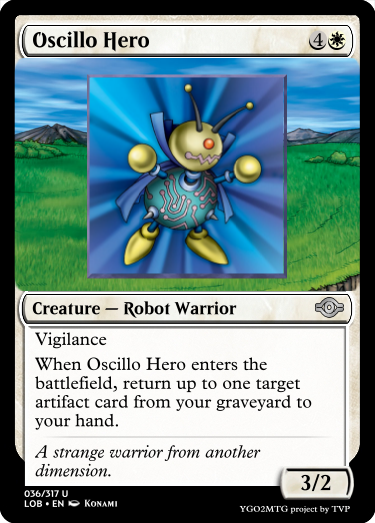 Oscillo Hero 4
Creature — Robot Warrior
Vigilance
When Oscillo Hero enters the
battlefield, return up to one target
artifact card from your graveyard to
your hand.
A strange warrior from another
dimension.
3/2
036/317 U
LOB • EN Konami
YGO2MTG project by TVP